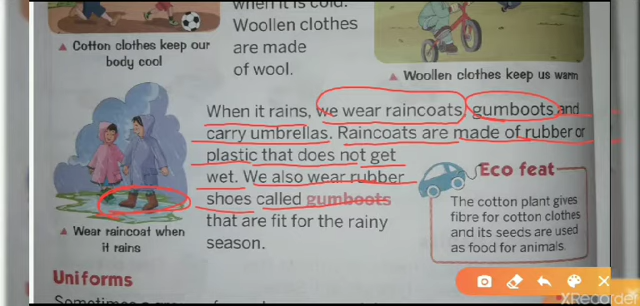 when it is cold.
Woollen clothes
are made
of wool.
▲ Cotton clothes keep our
body cool
▲ Woollen clothes keep us warm
When it rains, we wear raincoats, gumboots and
carry umbrellas. Raincoats are made of rubber or
plastic that does not get
wet. We also wear rubber
shoes called gumboots
that are fit for the rainy
season.
▲ Wear raincoat when
it rains
Eco feat
The cotton plant gives
fibre for cotton clothes
and its seeds are used
as food for animals.
Uniforms
XRecorder